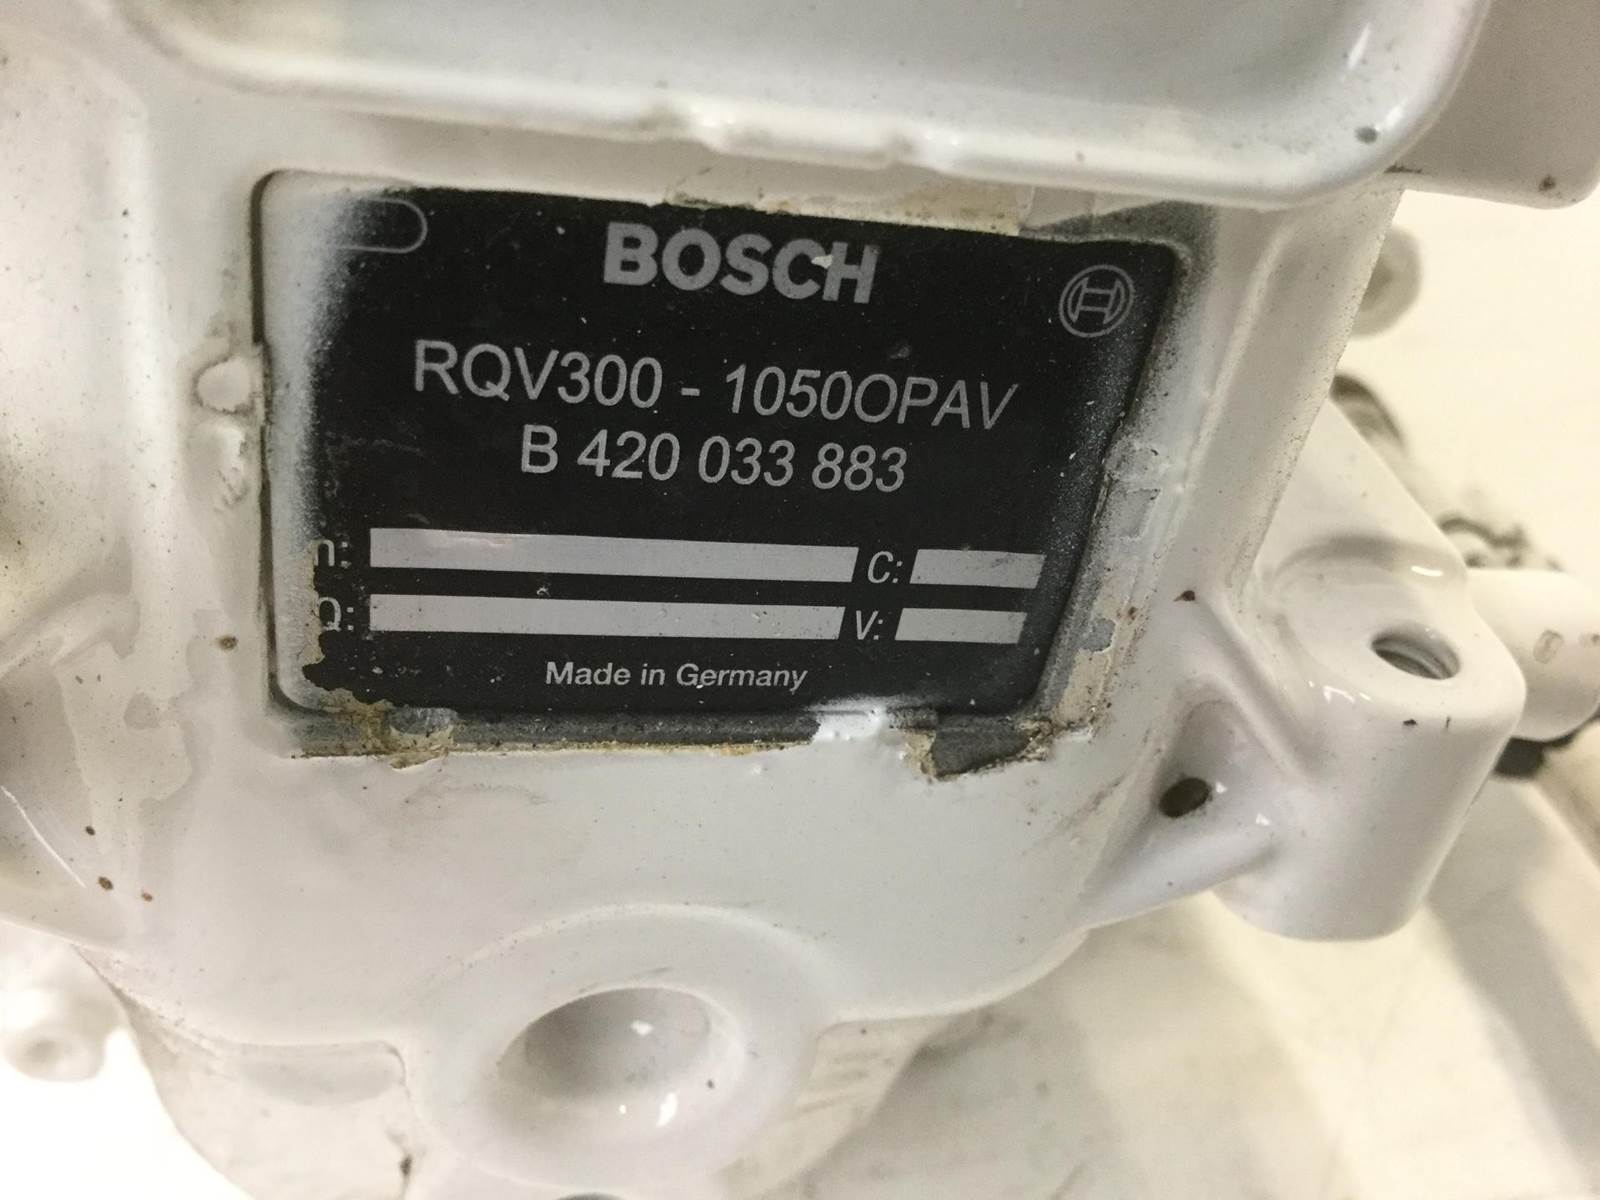 BOSCH
RQV300 - 1050OPAV
B 420 033 883
n: C:
Q: V:
Made in Germany